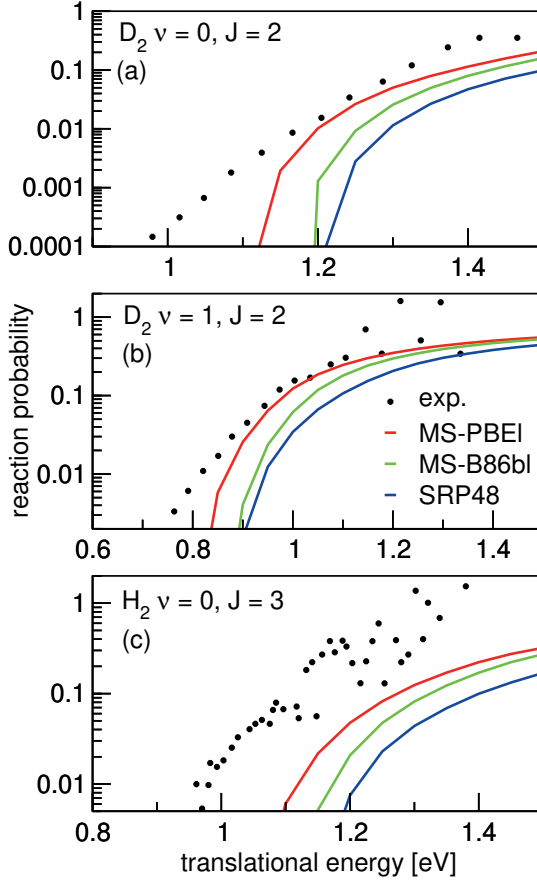 1
D2 ν = 0, J = 2
0.1
(a)
0.01
0.001
0.0001
1
1.2
1.4
reaction probability
1
D2 ν = 1, J = 2
(b)
0.1
exp.
MS-PBEl
0.01
MS-B86bl
SRP48
0.6
0.8
1
1.2
1.4
1
H2 ν = 0, J = 3
(c)
0.1
0.01
0.8
1
1.2
1.4
translational energy [eV]